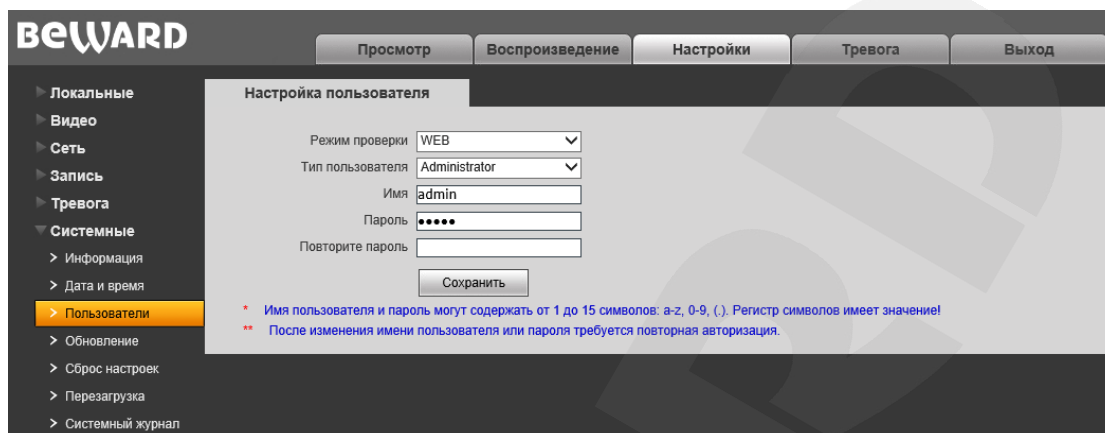 BEWARD
Просмотр Воспроизведение Настройки Тревога Выход
Локальные
Видео
Сеть
Запись
Тревога
Системные
Информация
Дата и время
Пользователи
Обновление
Сброс настроек
Перезагрузка
Системный журнал
Настройка пользователя
Режим проверки WEB
Тип пользователя Administrator
Имя admin
Пароль •••••
Повторите пароль
Сохранить
* Имя пользователя и пароль могут содержать от 1 до 15 символов: a-z, 0-9, (.). Регистр символов имеет значение!
** После изменения имени пользователя или пароля требуется повторная авторизация.